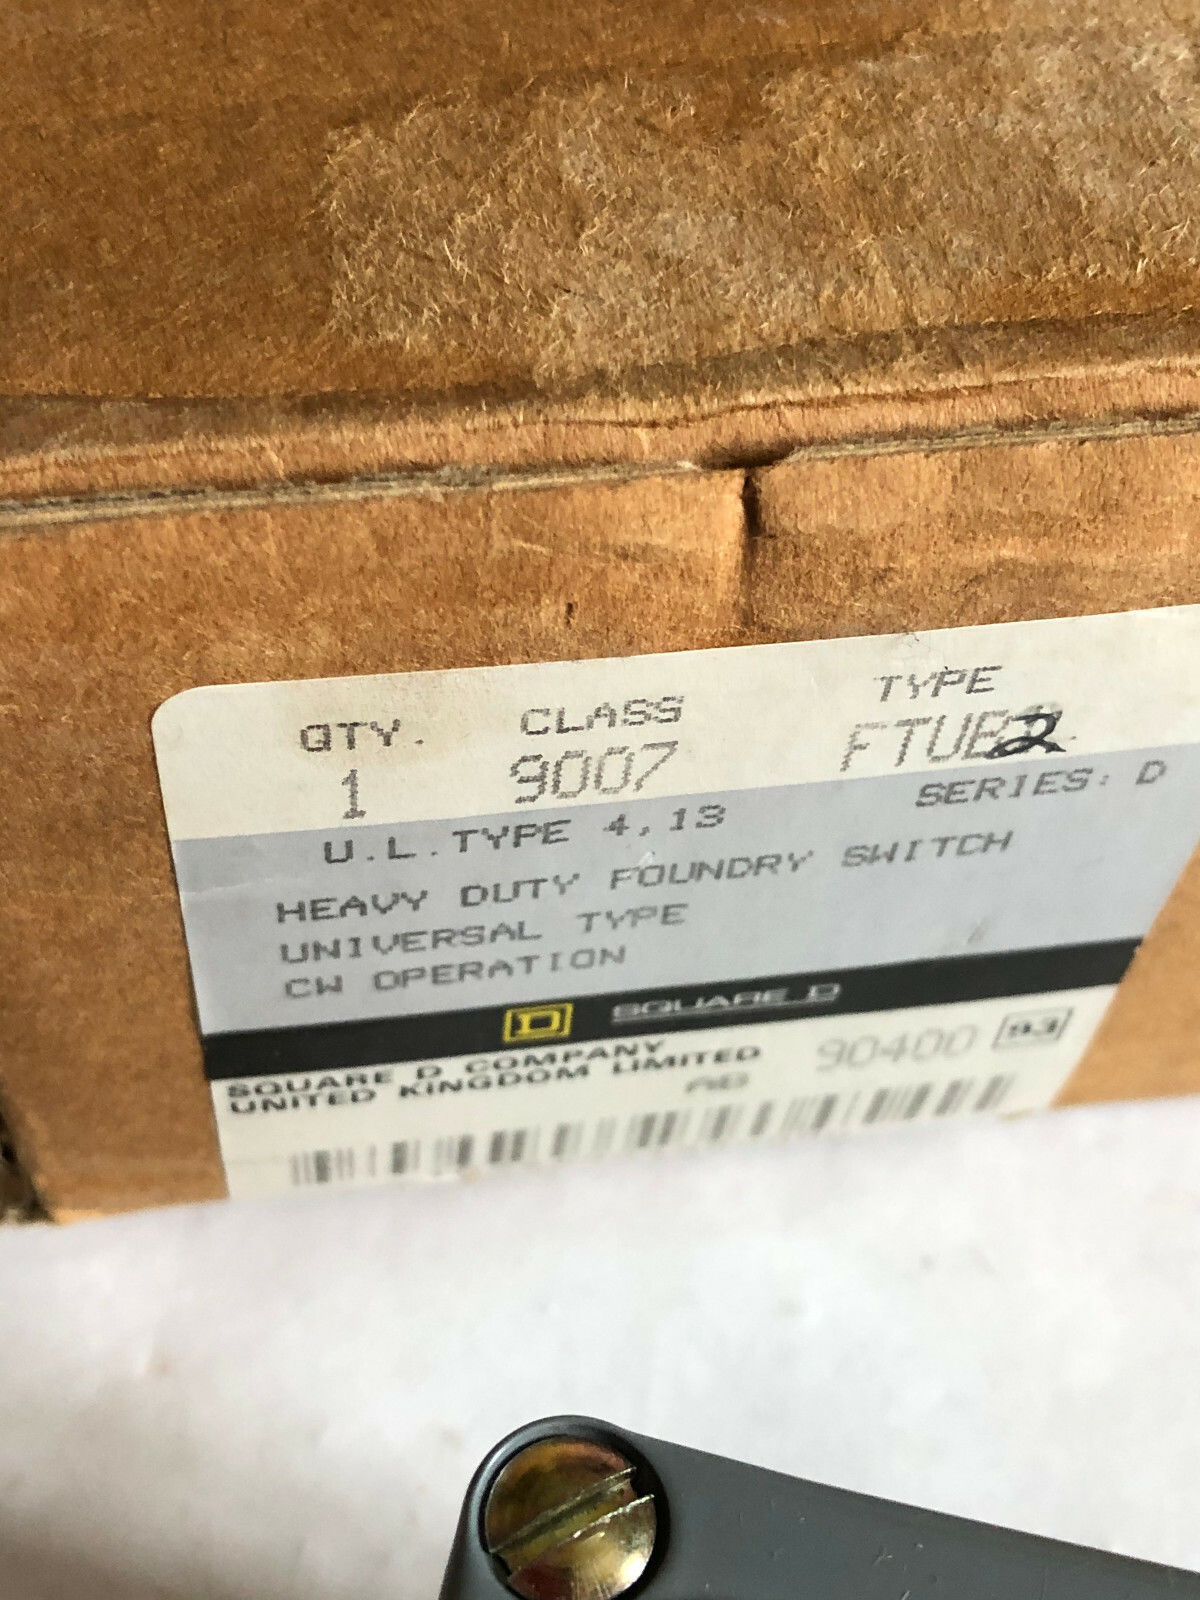 QTY. CLASS TYPE
1 9007 FTUB2
U.L. TYPE 4,13 SERIES: D
HEAVY DUTY FOUNDRY SWITCH
UNIVERSAL TYPE
CW OPERATION
D SQUARE D
SQUARE D COMPANY
UNITED KINGDOM LIMITED
AB 90400 93